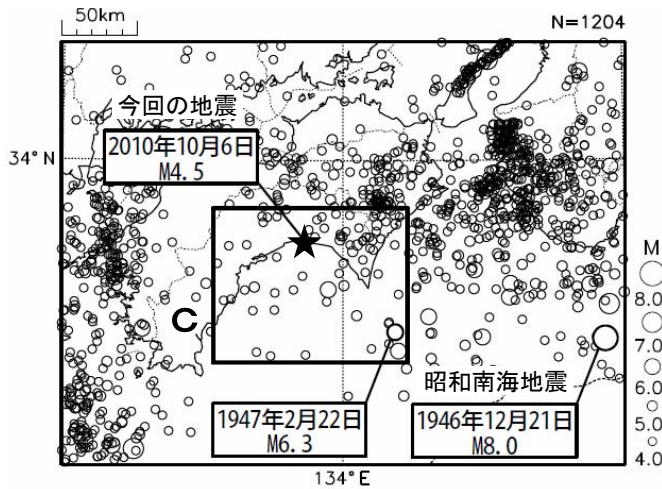 50km
N=1204
今回の地震
2010年10月6日
M4.5
34°N
M
8.0
7.0
6.0
5.0
4.0
C
昭和南海地震
1947年2月22日
M6.3
1946年12月21日
M8.0
134°E